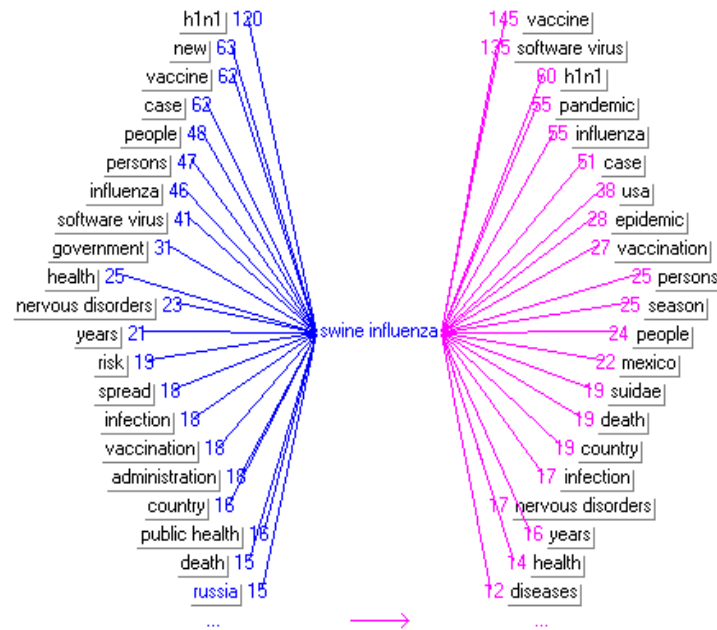 h1n1 120 145 vaccine
new 63 135 software virus
vaccine 62 60 h1n1
case 62 55 pandemic
people 48 55 influenza
persons 47 51 case
influenza 46 38 usa
software virus 41 28 epidemic
government 31 27 vaccination
health 25 25 persons
nervous disorders 23 25 season
years 21 swine influenza 24 people
risk 19 22 mexico
spread 18 19 suidae
infection 18 19 death
vaccination 18 19 country
administration 18 17 infection
country 16 17 nervous disorders
public health 16 16 years
death 15 14 health
russia 15 12 diseases
... ...